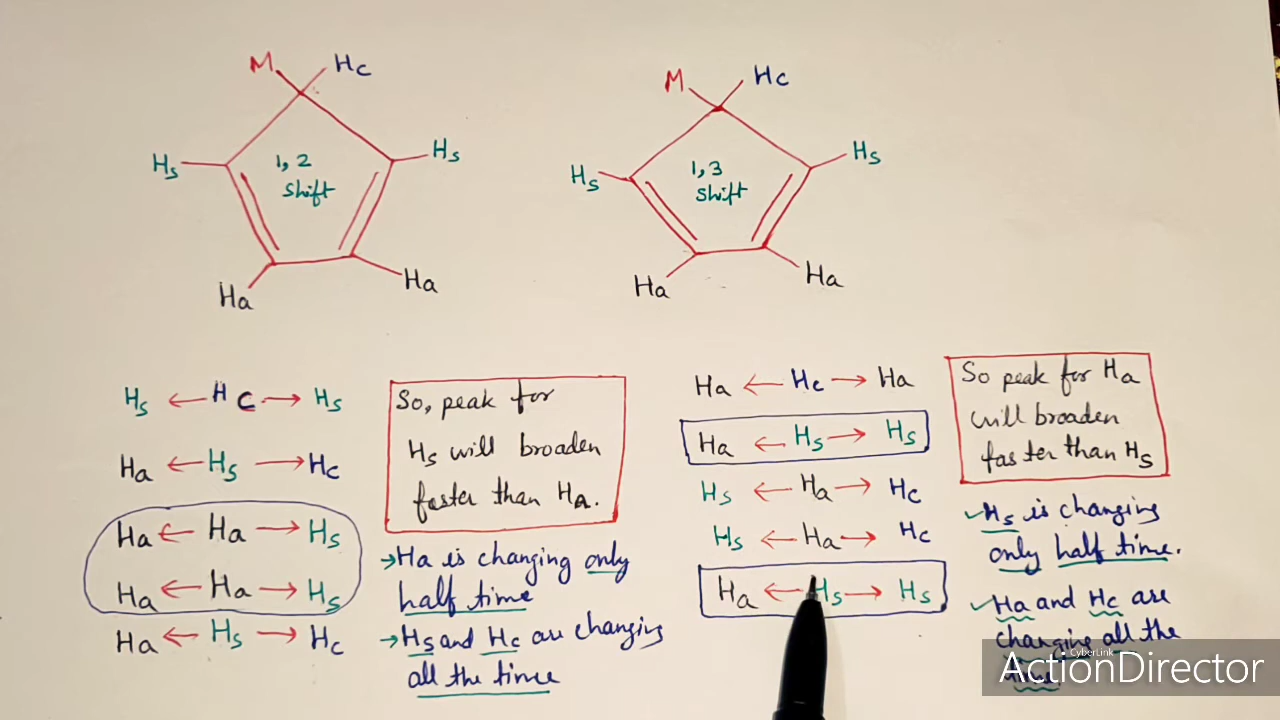 M Hc
Hs Hs
1, 2
Shift
Ha Ha
M Hc
Hs Hs
1, 3
Shift
Ha Ha
Hs ← Hc → Hs
Ha ← Hs → Hc
Ha ← Ha → Hs
Ha ← Ha → Hs
Ha ← Hs → Hc
So, peak for
Hs will broaden
faster than HA.
→ Ha is changing only
half time
→ Hs and Hc are changing
all the time
Ha ← Hc → Ha
Ha ← Hs → Hs
Hs ← Ha → Hc
Hs ← Ha → Hc
Ha ← Hs → Hs
So peak for Ha
will broaden
faster than Hs
✓ Hs is changing
only half time.
✓ Ha and Hc are
changing all the
CyberLink
ActionDirector